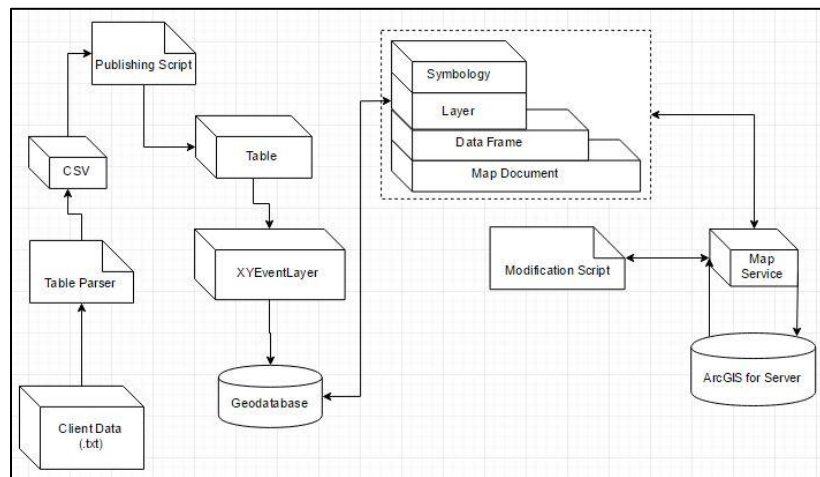 Publishing Script
Symbology
Layer
Data Frame
Map Document
CSV
Table
Table Parser
XYEventLayer
Modification Script
Map
Service
Client Data
(.txt)
Geodatabase
ArcGIS for Server